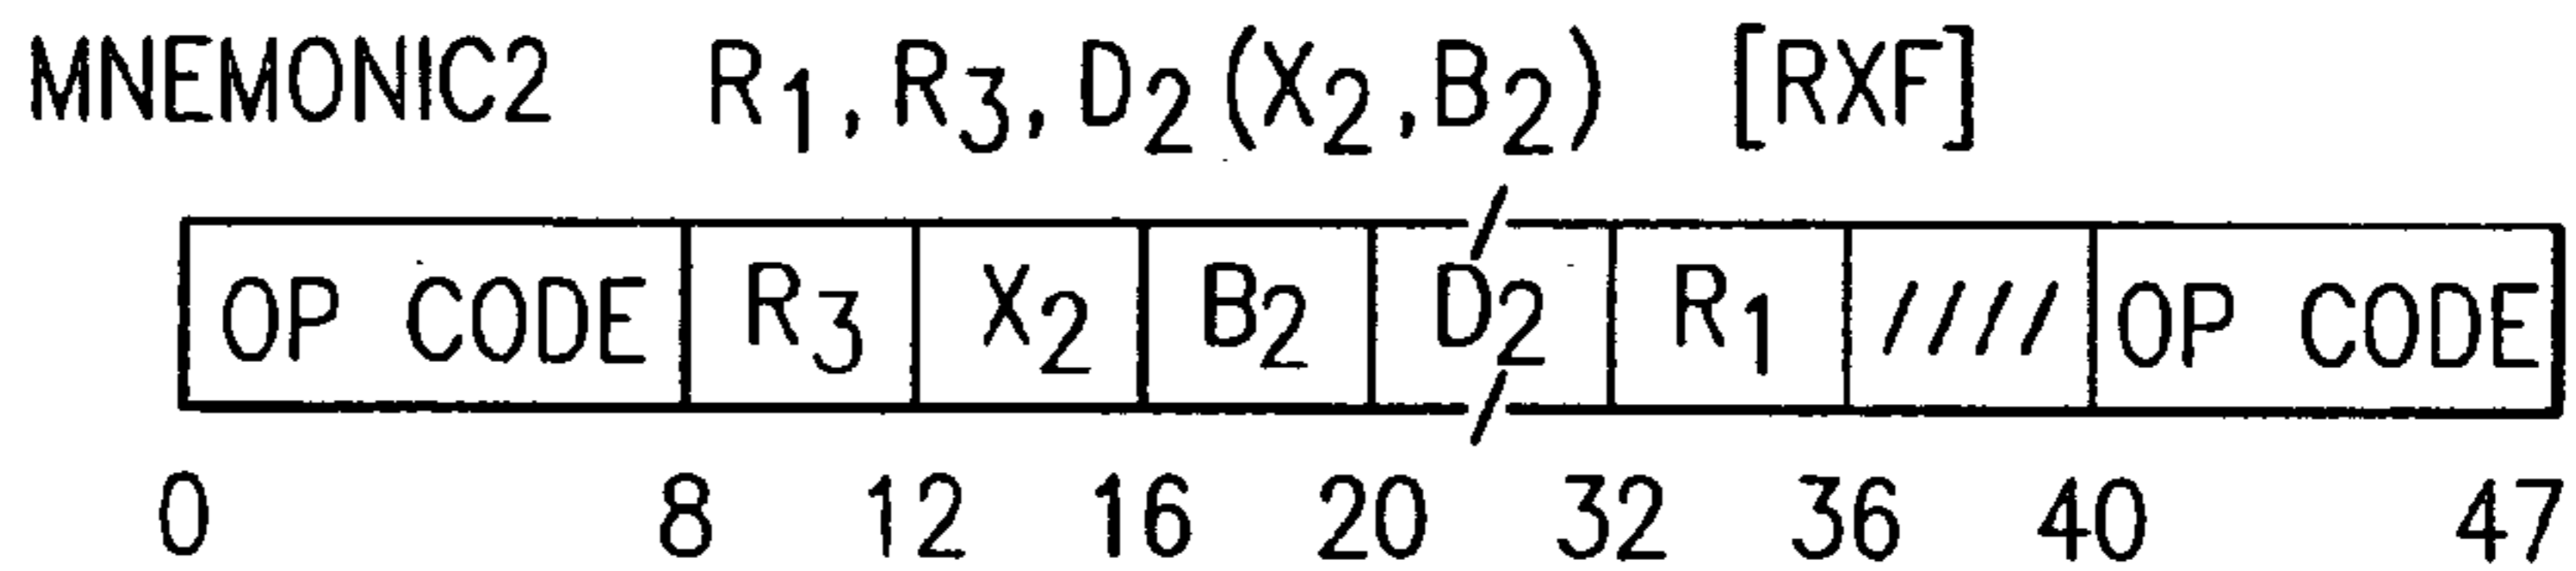 MNEMONIC2 R1, R3, D2(X2,B2) [RXF]
OP CODE R3 X2 B2 D2 R1 //// OP CODE
0 8 12 16 20 32 36 40 47